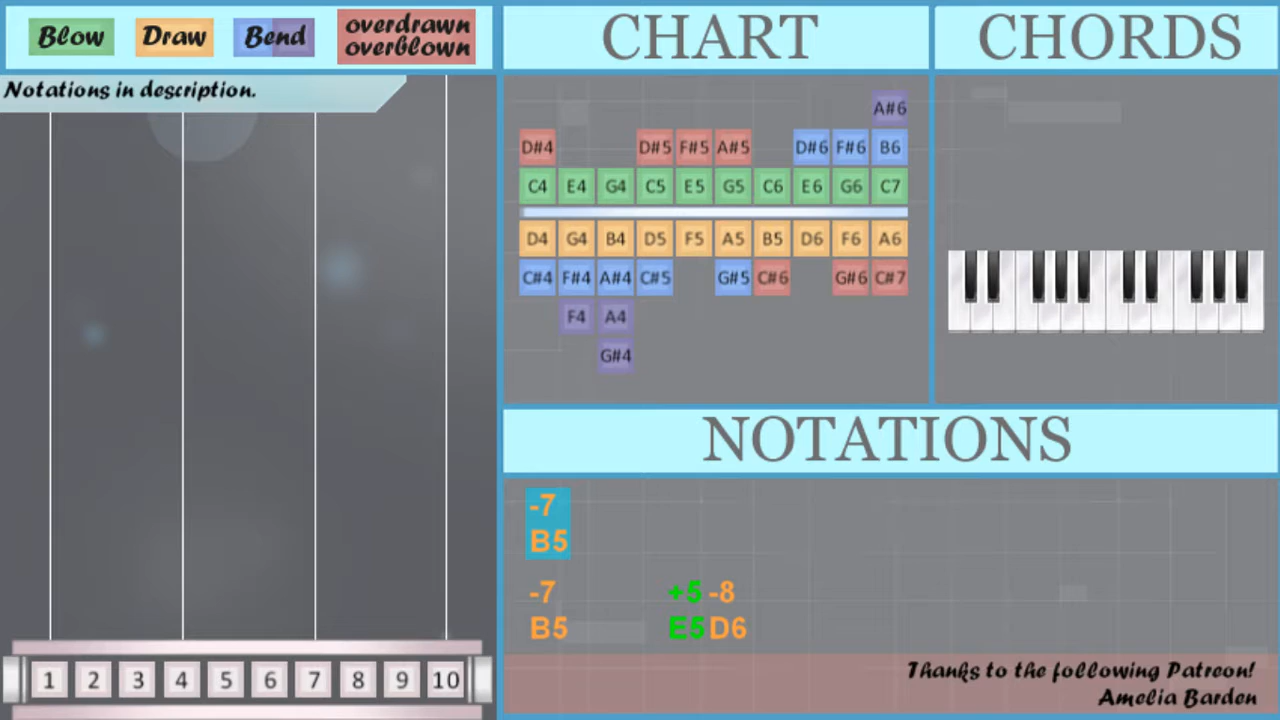 Blow Draw Bend overdrawn
overblown
CHART
CHORDS
Notations in description.
A#6
D#4 D#5 F#5 A#5 D#6 F#6 B6
C4 E4 G4 C5 E5 G5 C6 E6 G6 C7
D4 G4 B4 D5 F5 A5 B5 D6 F6 A6
C#4 F#4 A#4 C#5 G#5 C#6 G#6 C#7
F4 A4
G#4
NOTATIONS
-7
B5
-7 +5 -8
B5 E5 D6
Thanks to the following Patreon!
Amelia Barden
1 2 3 4 5 6 7 8 9 10